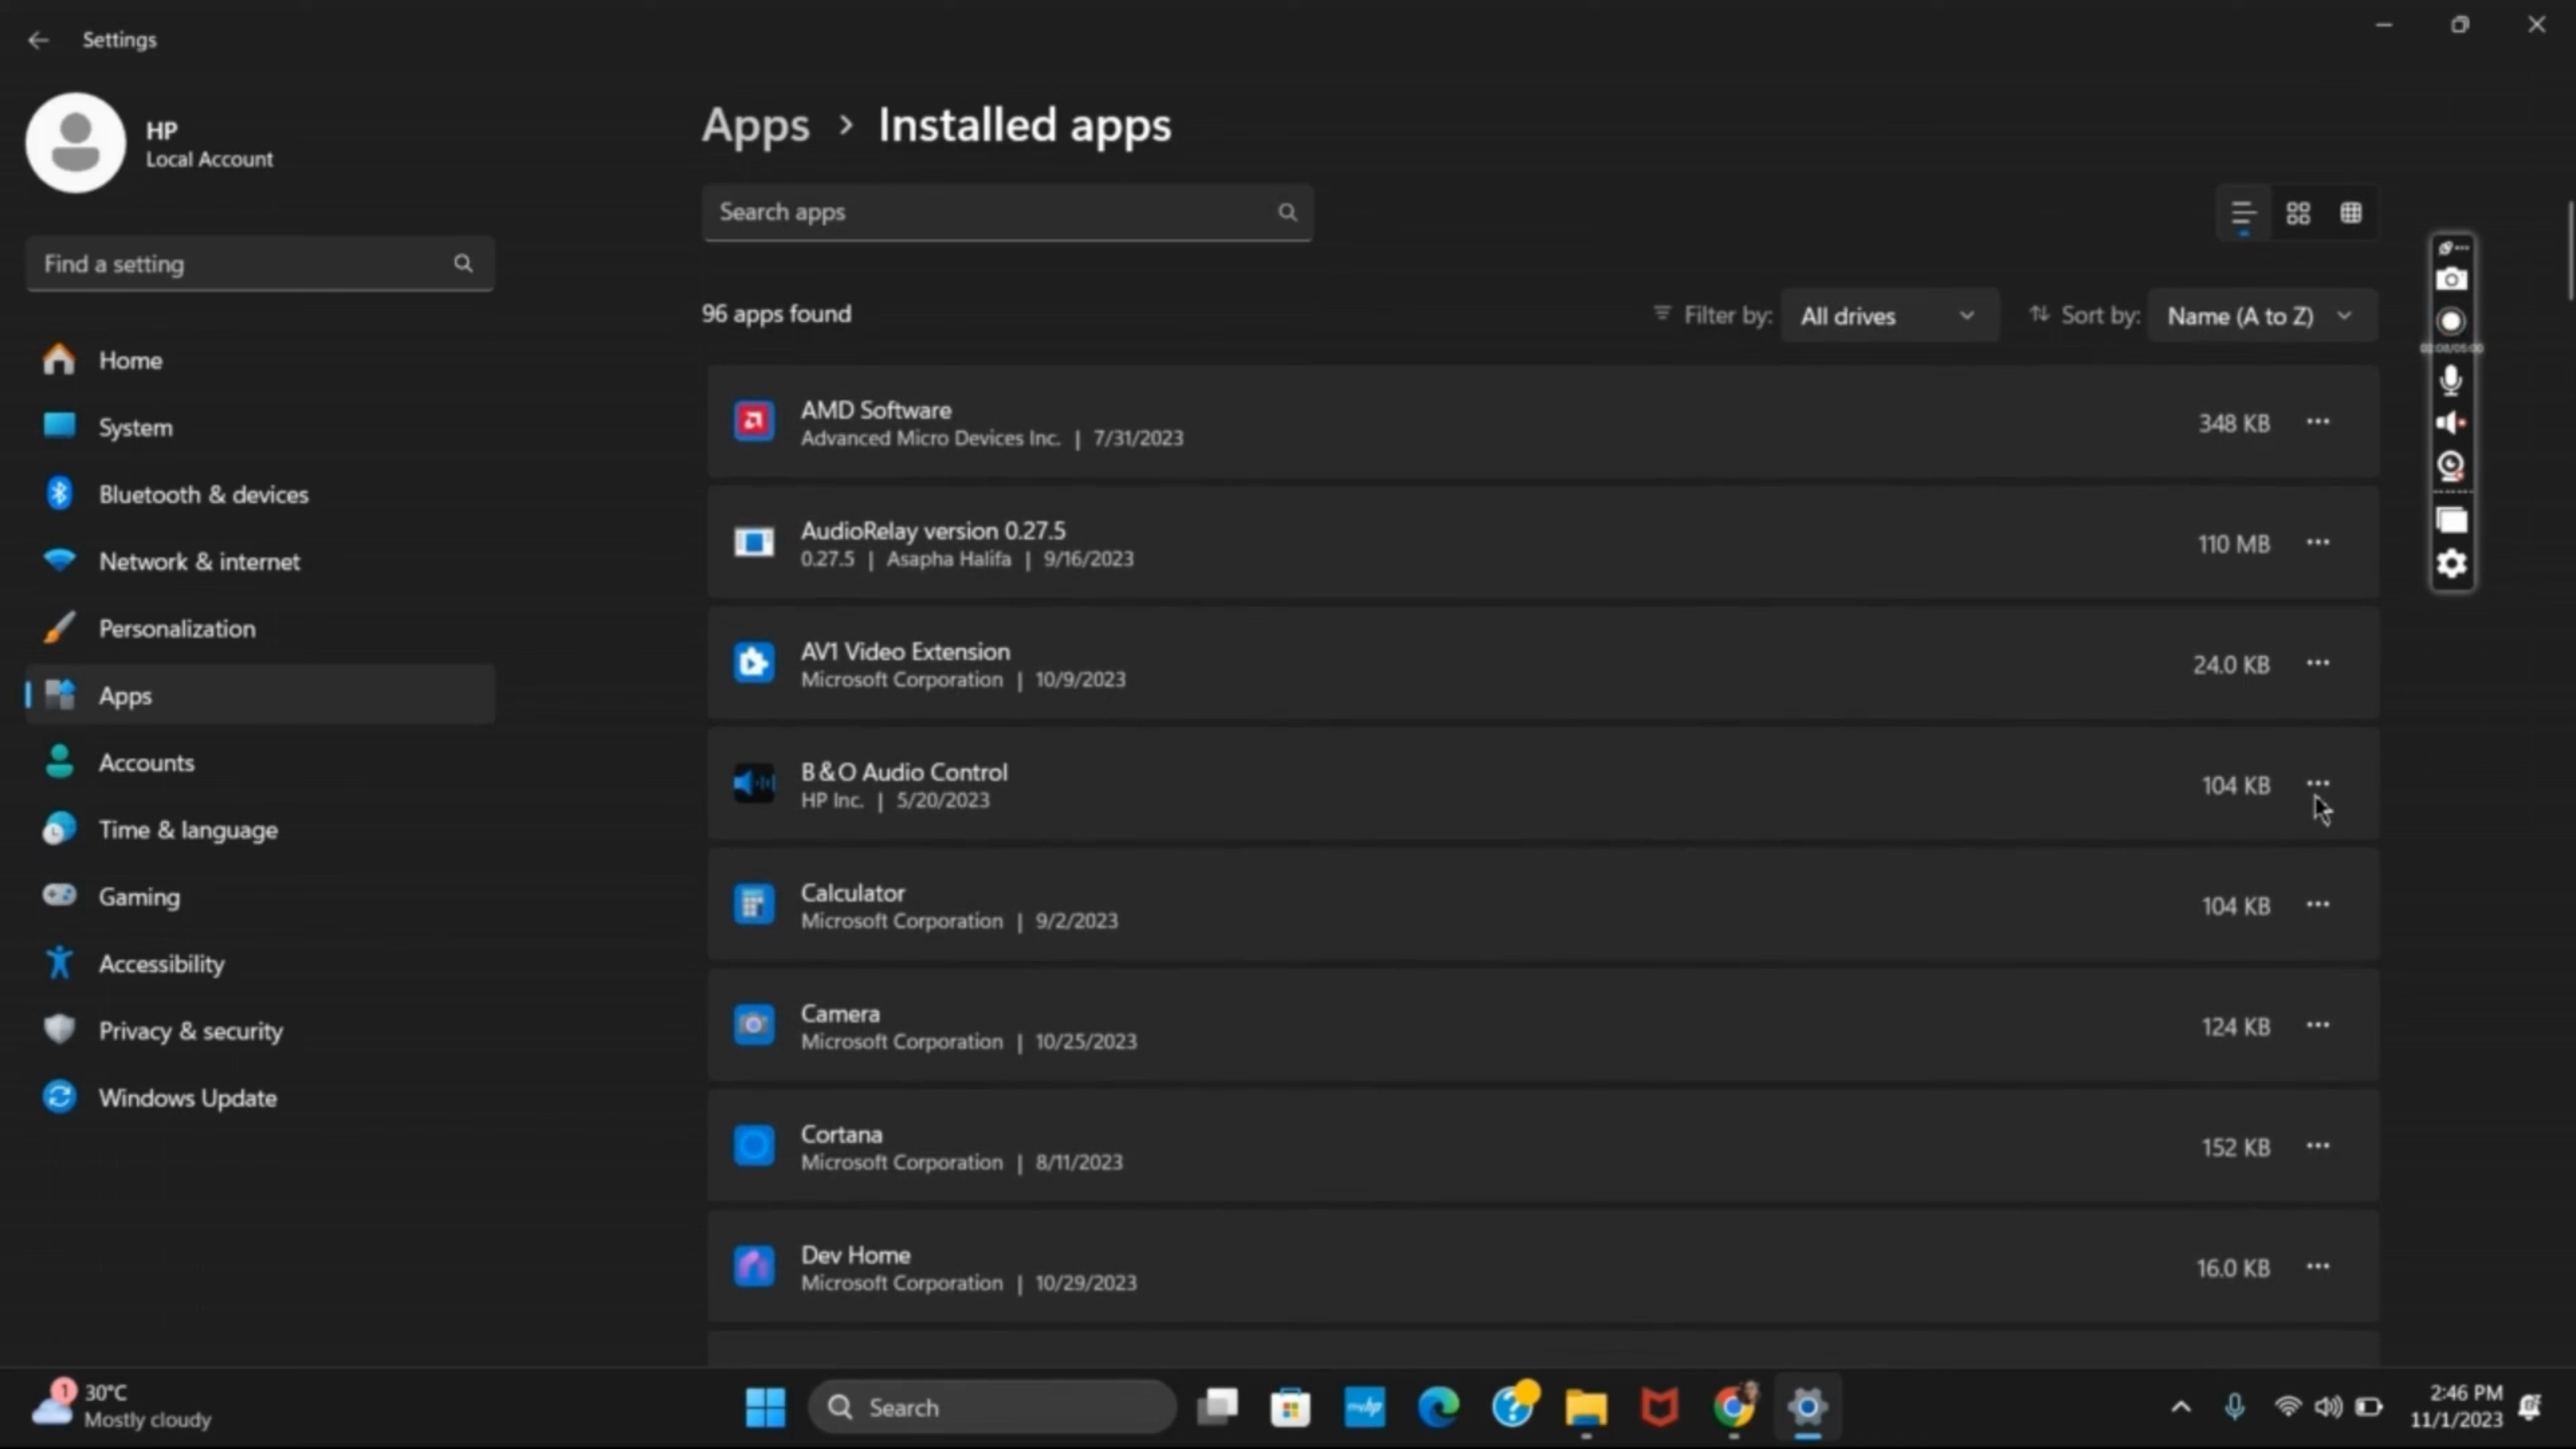 Settings
HP
Local Account
Find a setting
Home
System
Bluetooth & devices
Network & internet
Personalization
Apps
Accounts
Time & language
Gaming
Accessibility
Privacy & security
Windows Update
Apps > Installed apps
Search apps
96 apps found
Filter by: All drives
Sort by: Name (A to Z)
AMD Software
Advanced Micro Devices Inc. | 7/31/2023
348 KB
AudioRelay version 0.27.5
0.27.5 | Asapha Halifa | 9/16/2023
110 MB
AV1 Video Extension
Microsoft Corporation | 10/9/2023
24.0 KB
B&O Audio Control
HP Inc. | 5/20/2023
104 KB
Calculator
Microsoft Corporation | 9/2/2023
104 KB
Camera
Microsoft Corporation | 10/25/2023
124 KB
Cortana
Microsoft Corporation | 8/11/2023
152 KB
Dev Home
Microsoft Corporation | 10/29/2023
16.0 KB
1
30°C
Mostly cloudy
Search
myhp
2:46 PM
11/1/2023